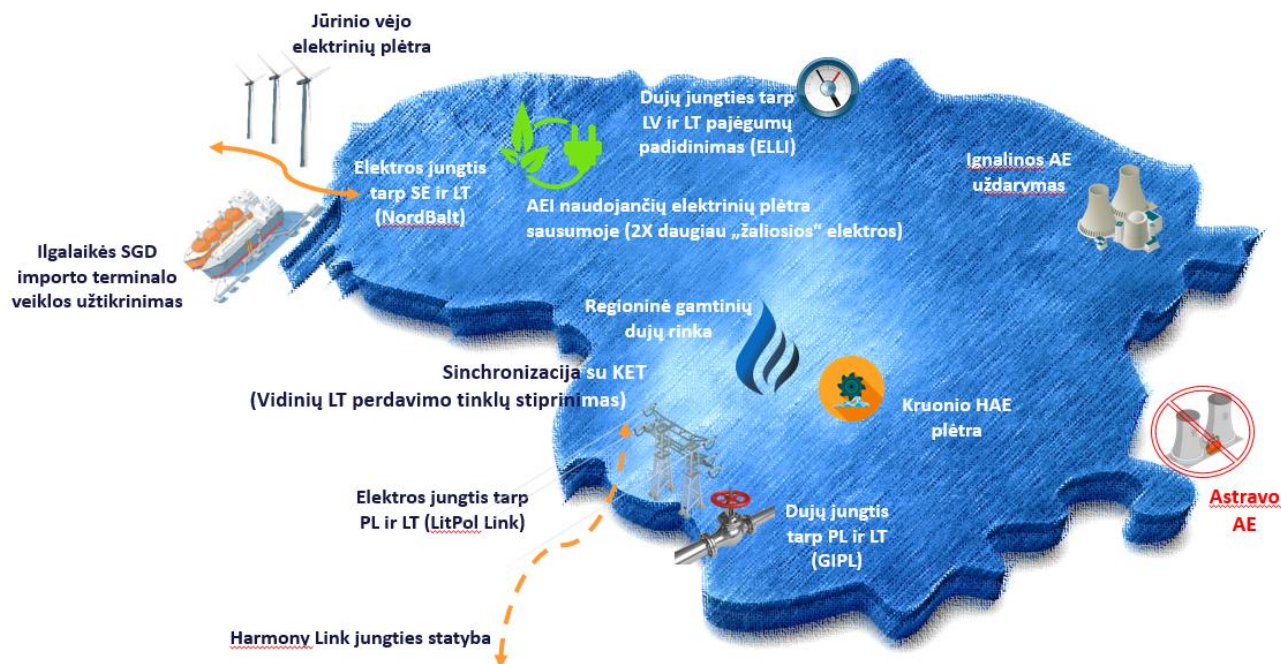 Jūrinio vėjo
elektrinių plėtra
Dujų jungties tarp
LV ir LT pajėgumų
padidinimas (ELLI)
Ignalinos AE
uždarymas
Elektros jungtis
tarp SE ir LT
(NordBalt)
AEI naudojančių elektrinių plėtra
sausumoje (2X daugiau „žaliosios“ elektros)
Ilgalaikės SGD
importo terminalo
veiklos užtikrinimas
Regioninė gamtinių
dujų rinka
Sinchronizacija su KET
(Vidinių LT perdavimo tinklų stiprinimas)
Kruonio HAE
plėtra
Elektros jungtis tarp
PL ir LT (LitPol Link)
Dujų jungtis
tarp PL ir LT
(GIPL)
Astravo
AE
Harmony Link jungties statyba